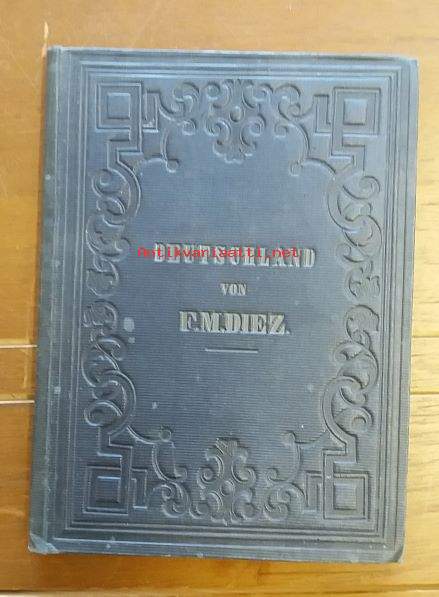 DEUTSCHLAND
Antikvariaatti.net
VON
F.M.DIEZ.